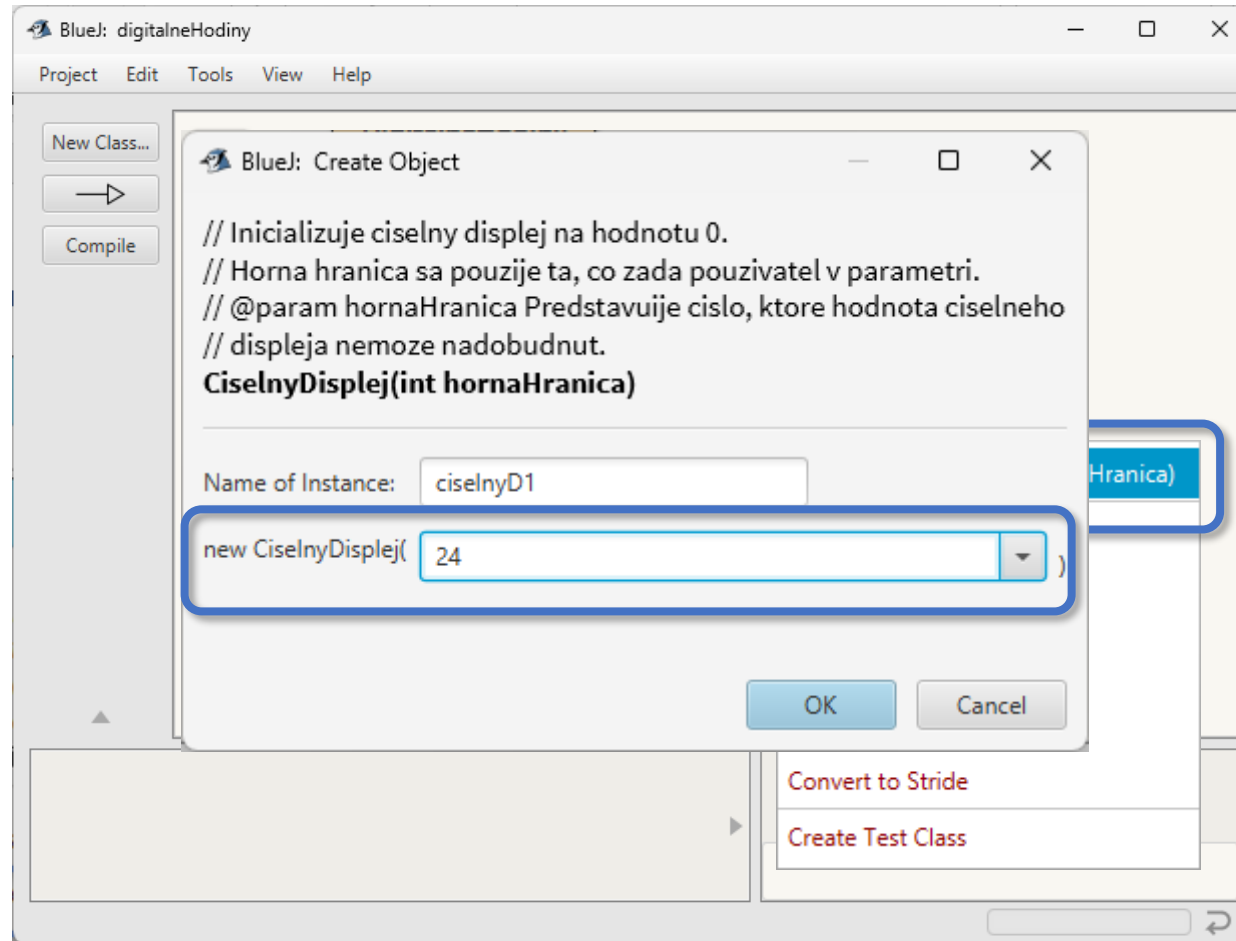 BlueJ: digitalneHodiny
Project Edit Tools View Help
New Class...
Compile
BlueJ: Create Object
// Inicializuje ciselny displej na hodnotu 0.
// Horna hranica sa pouzije ta, co zada pouzivatel v parametri.
// @param hornaHranica Predstavuije cislo, ktore hodnota ciselneho
// displeja nemoze nadobudnut.
CiselnyDisplej(int hornaHranica)
Hranica)
Name of Instance: ciselnyD1
new CiselnyDisplej( 24 )
OK Cancel
Convert to Stride
Create Test Class